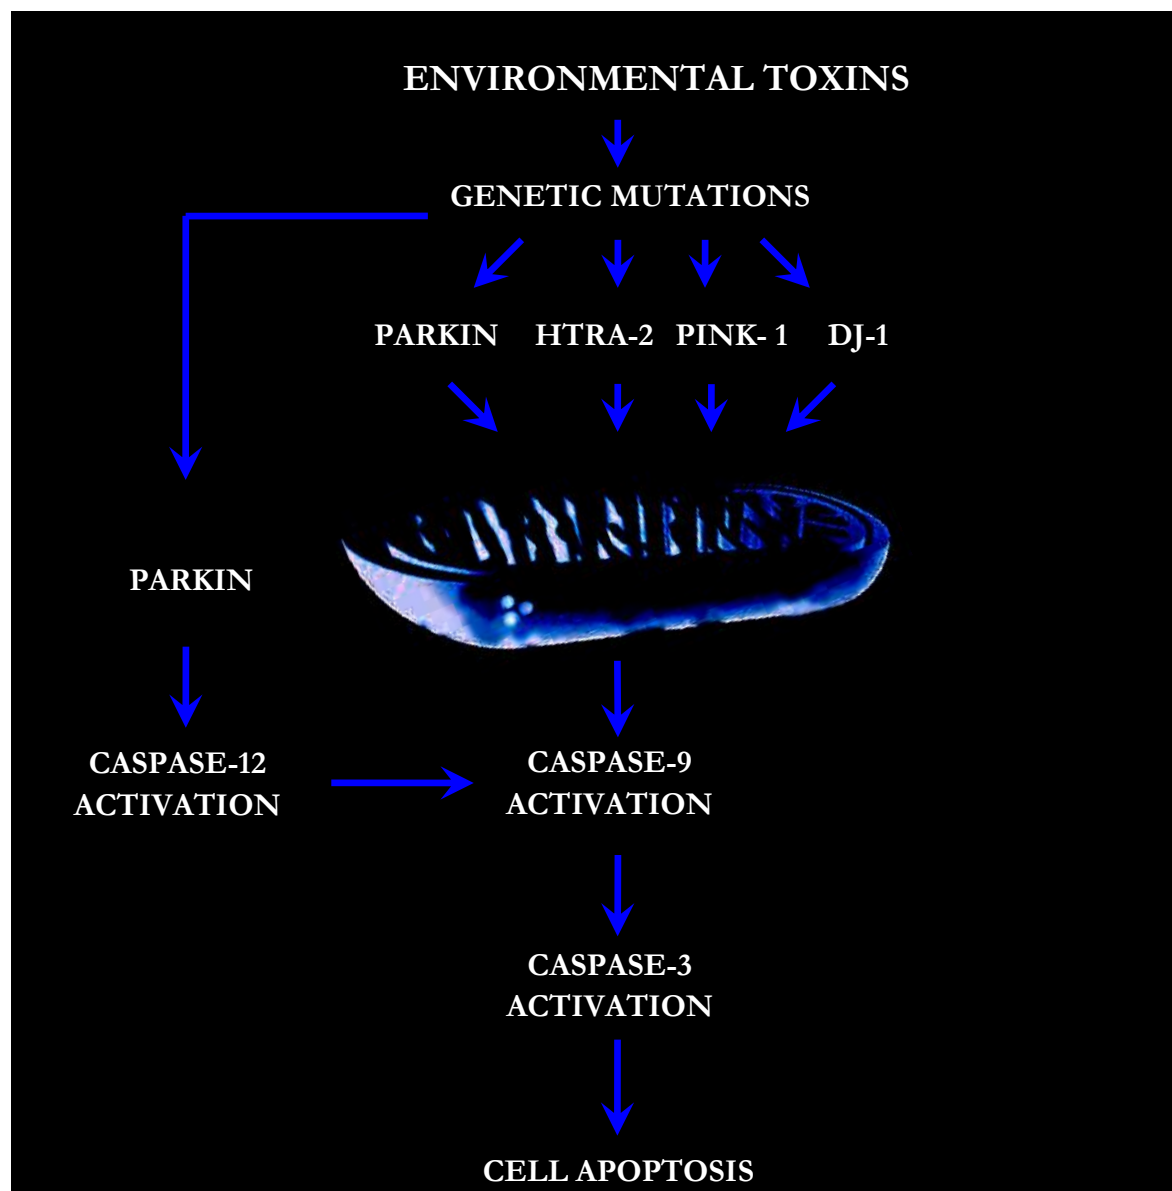 ENVIRONMENTAL TOXINS
GENETIC MUTATIONS
PARKIN HTRA-2 PINK- 1 DJ-1
PARKIN
CASPASE-12
ACTIVATION
CASPASE-9
ACTIVATION
CASPASE-3
ACTIVATION
CELL APOPTOSIS